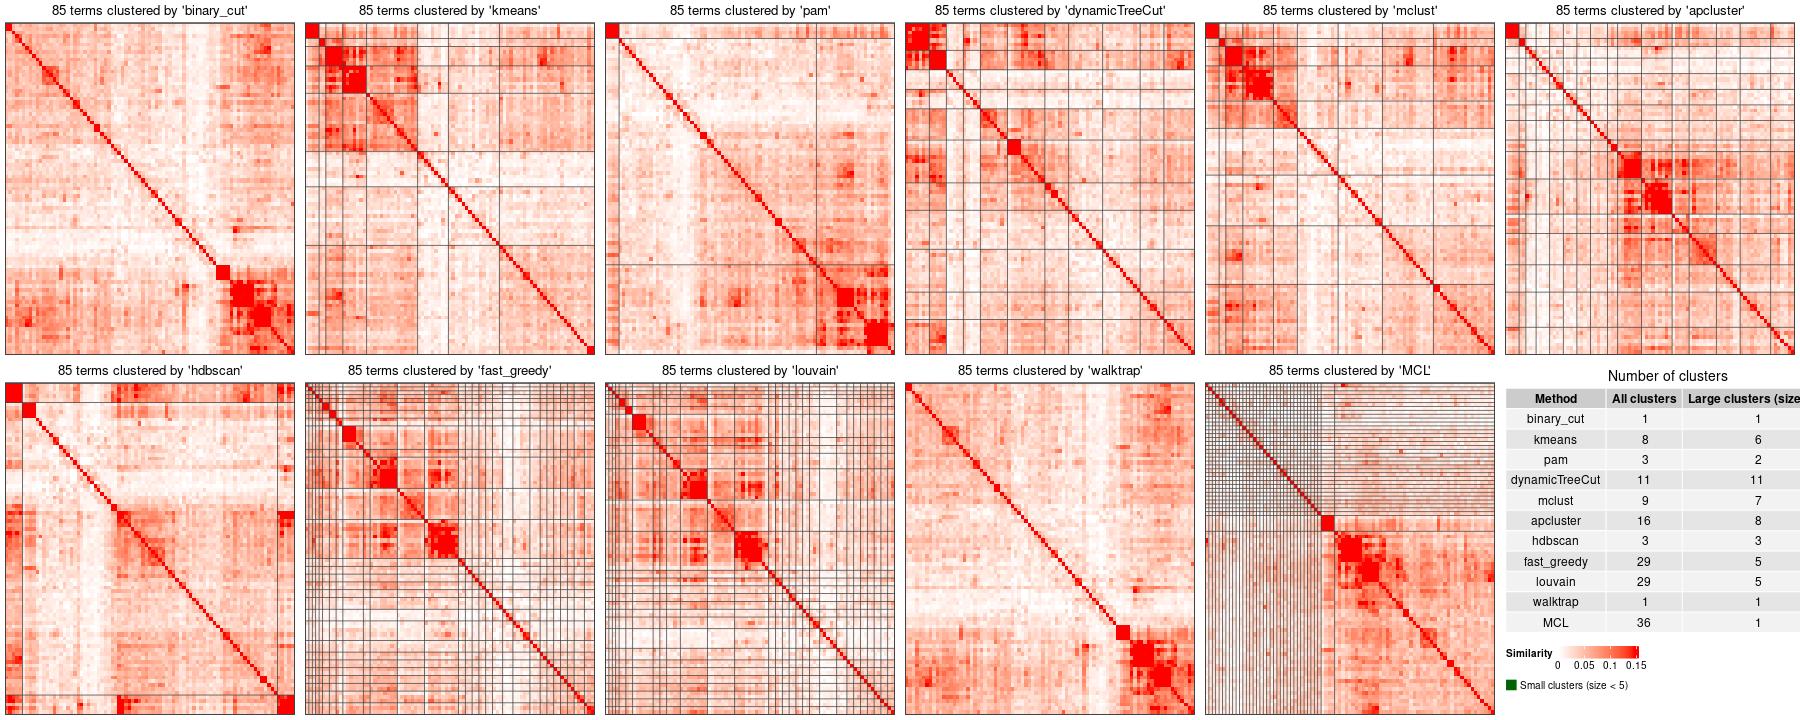 85 terms clustered by 'binary_cut'
85 terms clustered by 'kmeans'
85 terms clustered by 'pam'
85 terms clustered by 'dynamicTreeCut'
85 terms clustered by 'mclust'
85 terms clustered by 'apcluster'
85 terms clustered by 'hdbscan'
85 terms clustered by 'fast_greedy'
85 terms clustered by 'louvain'
85 terms clustered by 'walktrap'
85 terms clustered by 'MCL'
Number of clusters
Method All clusters Large clusters (size
binary_cut 1 1
kmeans 8 6
pam 3 2
dynamicTreeCut 11 11
mclust 9 7
apcluster 16 8
hdbscan 3 3
fast_greedy 29 5
louvain 29 5
walktrap 1 1
MCL 36 1
Similarity
0 0.05 0.1 0.15
Small clusters (size < 5)